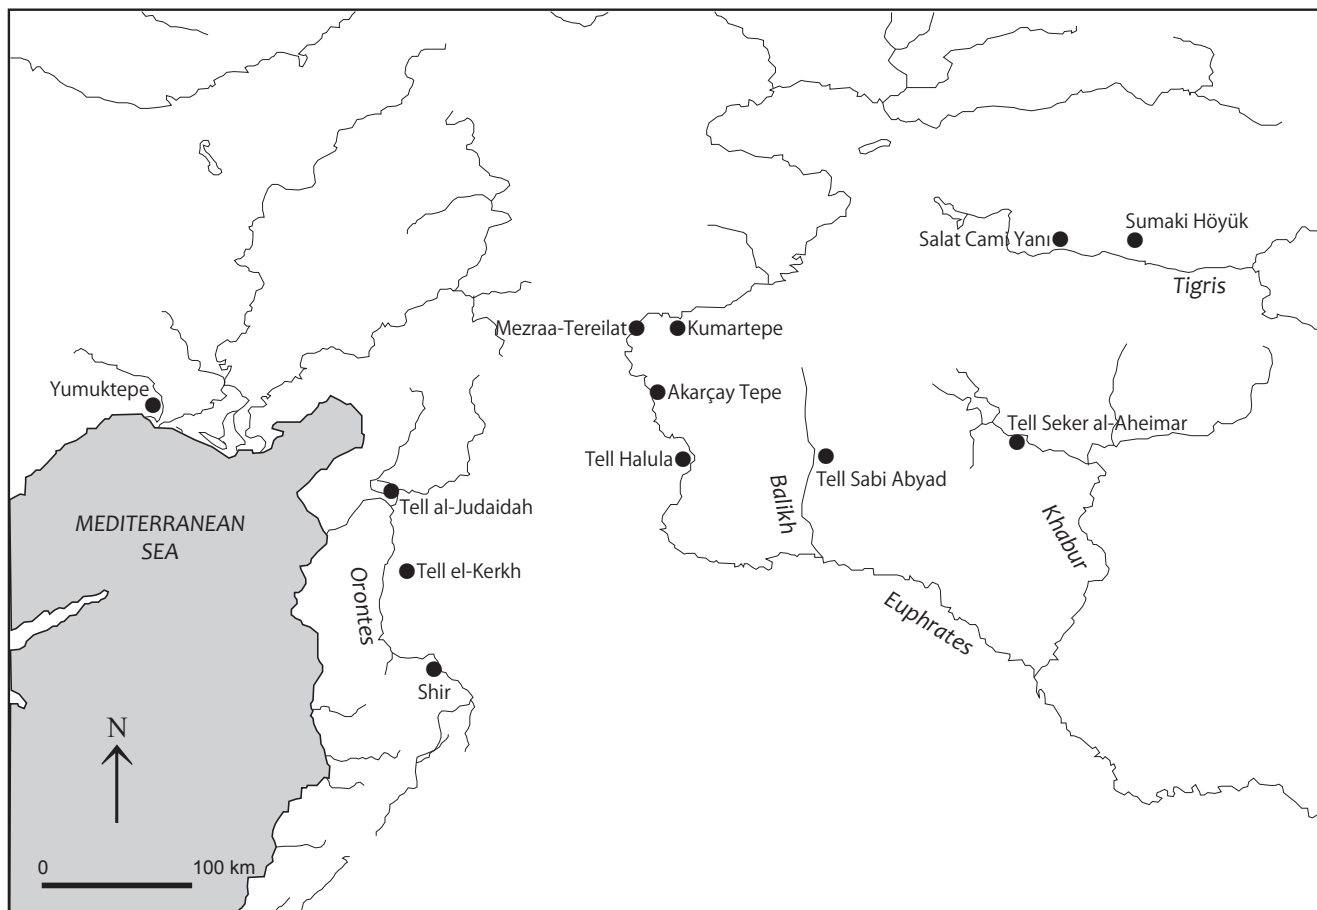 Sumaki Höyük
Salat Camı Yanı
Tigris
Mezraa-Tereilat
Kumartepe
Yumuktepe
Akarçay Tepe
Tell Seker al-Aheimar
Tell Halula
Tell Sabi Abyad
Balikh
Tell al-Judaidah
MEDITERRANEAN
SEA
Khabur
Tell el-Kerkh
Orontes
Euphrates
Shir
N
0 100 km